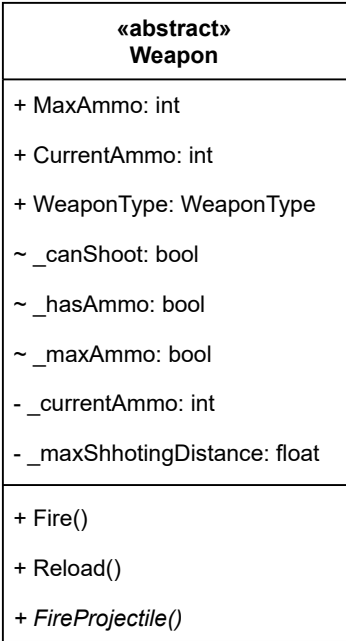 «abstract»
Weapon
+ MaxAmmo: int
+ CurrentAmmo: int
+ WeaponType: WeaponType
~ _canShoot: bool
~ _hasAmmo: bool
~ _maxAmmo: bool
- _currentAmmo: int
- _maxShhotingDistance: float
+ Fire()
+ Reload()
+ FireProjectile()